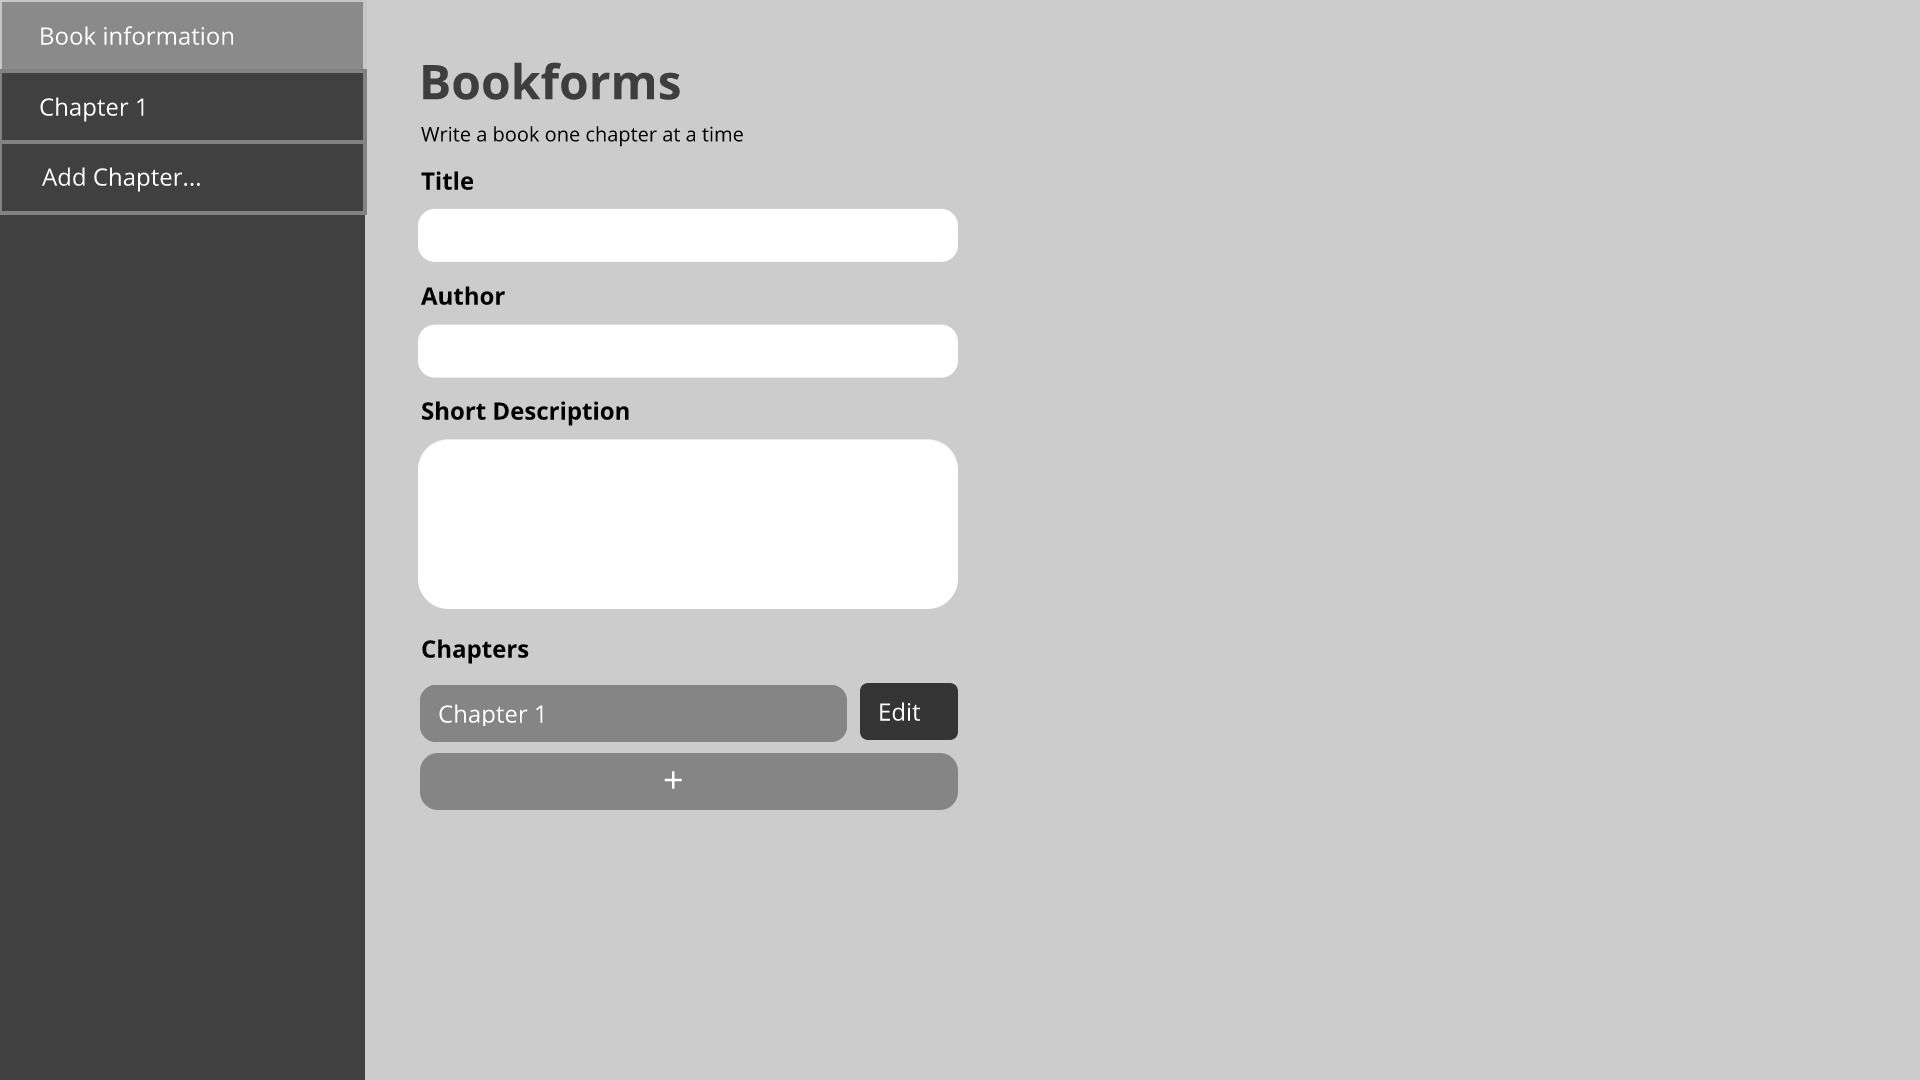 Book information
Chapter 1
Add Chapter...
Bookforms
Write a book one chapter at a time
Title
Author
Short Description
Chapters
Chapter 1
Edit
+